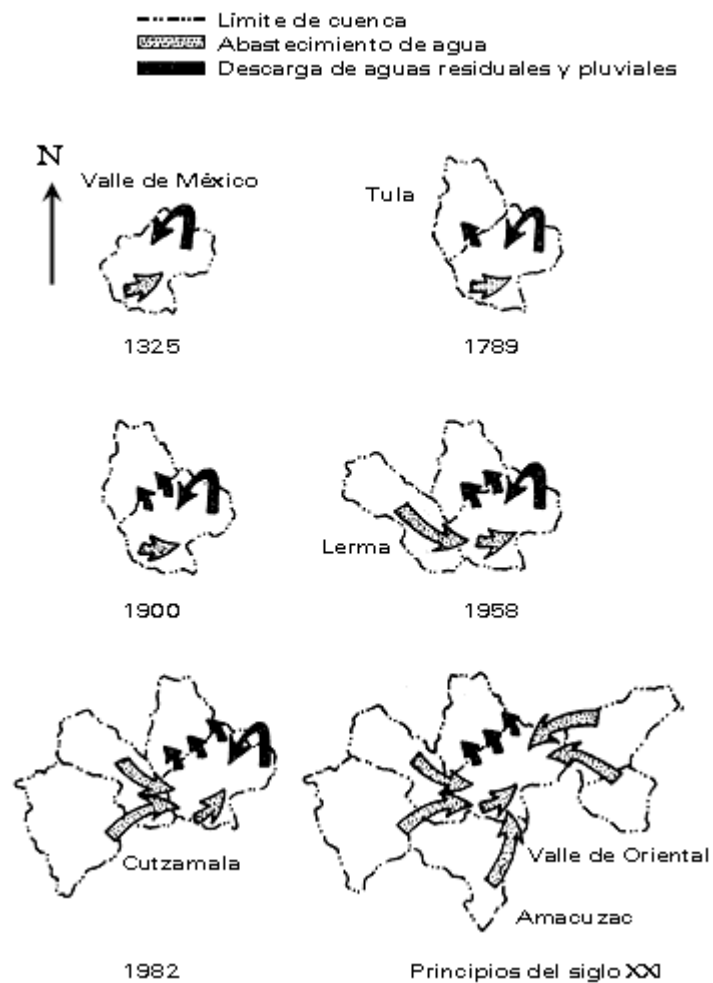 Límite de cuenca
Abastecimiento de agua
Descarga de aguas residuales y pluviales
N
Valle de México
1325
Tula
1789
1900
Lerma
1958
Cutzamala
1982
Valle de Oriental
Amacuzac
Principios del siglo XXI